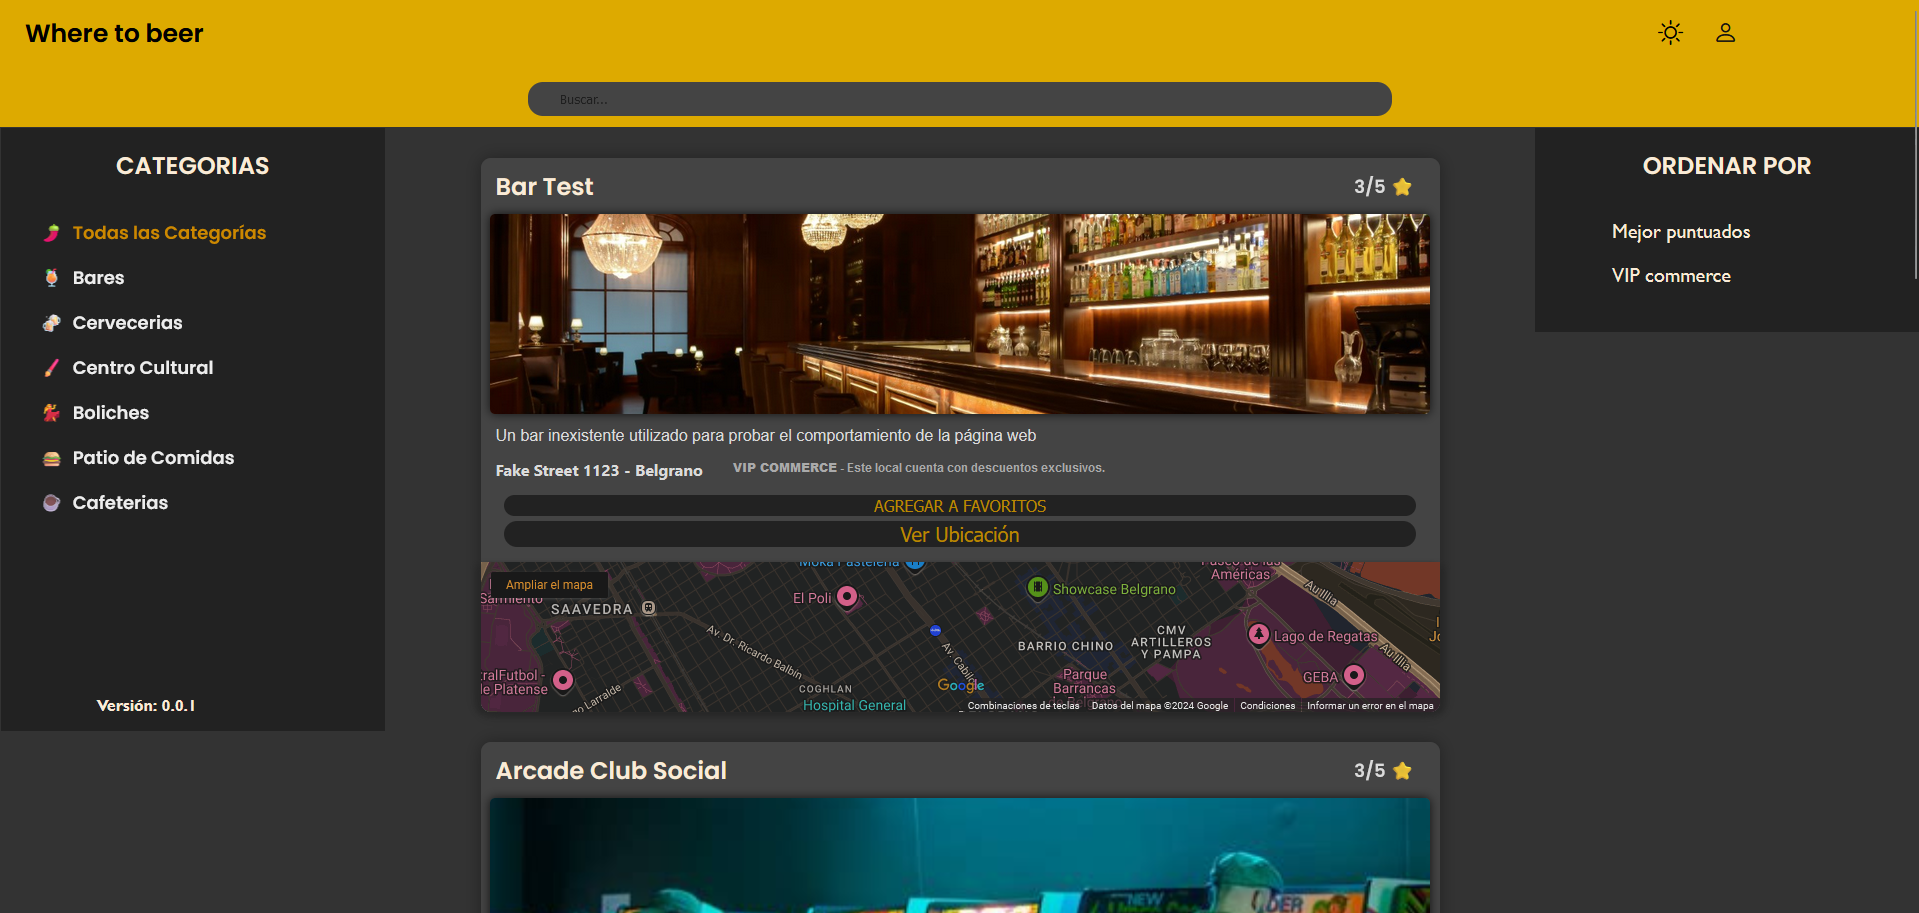 Where to beer
Buscar...
CATEGORIAS
Todas las Categorías
Bares
Cervecerias
Centro Cultural
Boliches
Patio de Comidas
Cafeterias
Versión: 0.0.1
Bar Test
3/5
Un bar inexistente utilizado para probar el comportamiento de la página web
Fake Street 1123 - Belgrano
VIP COMMERCE - Este local cuenta con descuentos exclusivos.
AGREGAR A FAVORITOS
Ver Ubicación
Moka Pastelería
Ampliar el mapa
Sarmiento
SAAVEDRA
El Poli
Showcase Belgrano
Paseo de las
Américas
Au. Illia
Av. Dr. Ricardo Balbín
Av. Cabildo
BARRIO CHINO
CMV
ARTILLEROS
Y PAMPA
Lago de Regatas
Au. Illia
GEBA
Parque
Barrancas
COGHLAN
Hospital General
Google
Larralde
Platense
Combinaciones de teclas
Datos del mapa ©2024 Google
Condiciones
Informar un error en el mapa
Arcade Club Social
3/5
NEW
ORDENAR POR
Mejor puntuados
VIP commerce